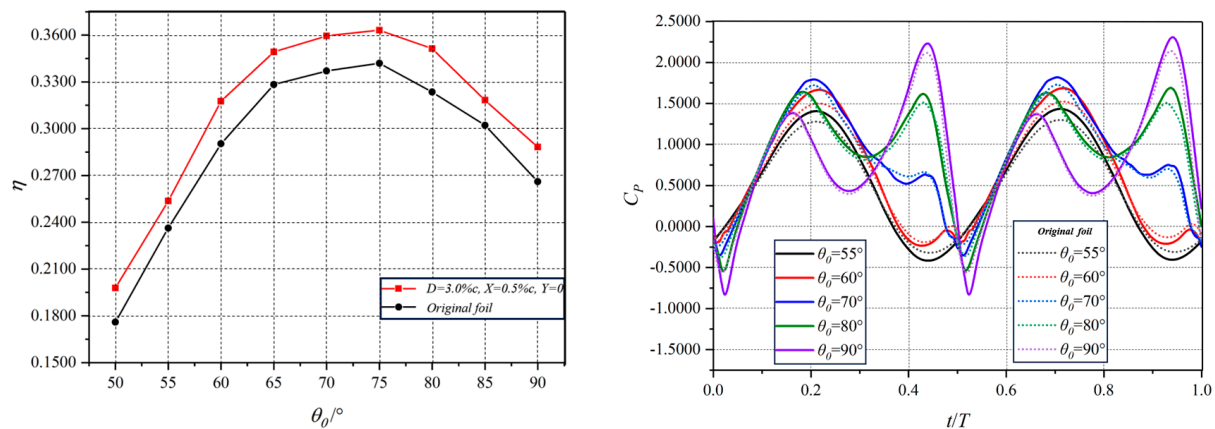 0.3600
0.3300
0.3000
0.2700
0.2400
0.2100
0.1800
0.1500
η
50 55 60 65 70 75 80 85 90
θ₀/°
D=3.0%c, X=0.5%c, Y=0
Original foil
2.5000
2.0000
1.5000
1.0000
0.5000
0.0000
-0.5000
-1.0000
-1.5000
C_P
0.0 0.2 0.4 0.6 0.8 1.0
t/T
θ₀=55°
θ₀=60°
θ₀=70°
θ₀=80°
θ₀=90°
Original foil
θ₀=55°
θ₀=60°
θ₀=70°
θ₀=80°
θ₀=90°